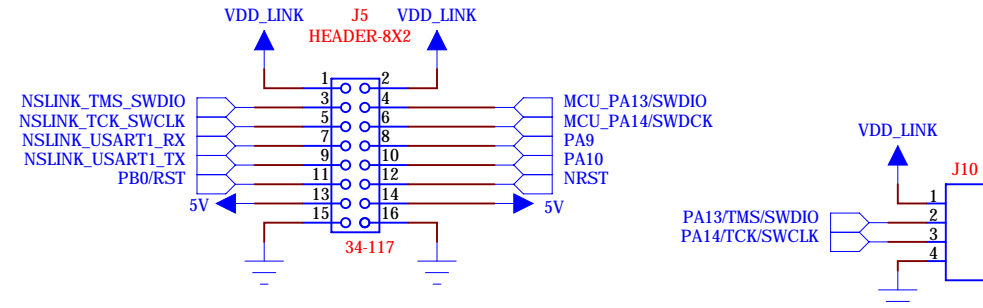 VDD_LINK J5 VDD_LINK
HEADER-8X2
1 2
NSLINK_TMS_SWDIO 3 4 MCU_PA13/SWDIO
NSLINK_TCK_SWCLK 5 6 MCU_PA14/SWDCK
NSLINK_USART1_RX 7 8 PA9
NSLINK_USART1_TX 9 10 PA10
PB0/RST 11 12 NRST
5V 13 14 5V
15 16
34-117
VDD_LINK
J10
1
PA13/TMS/SWDIO 2
PA14/TCK/SWCLK 3
4